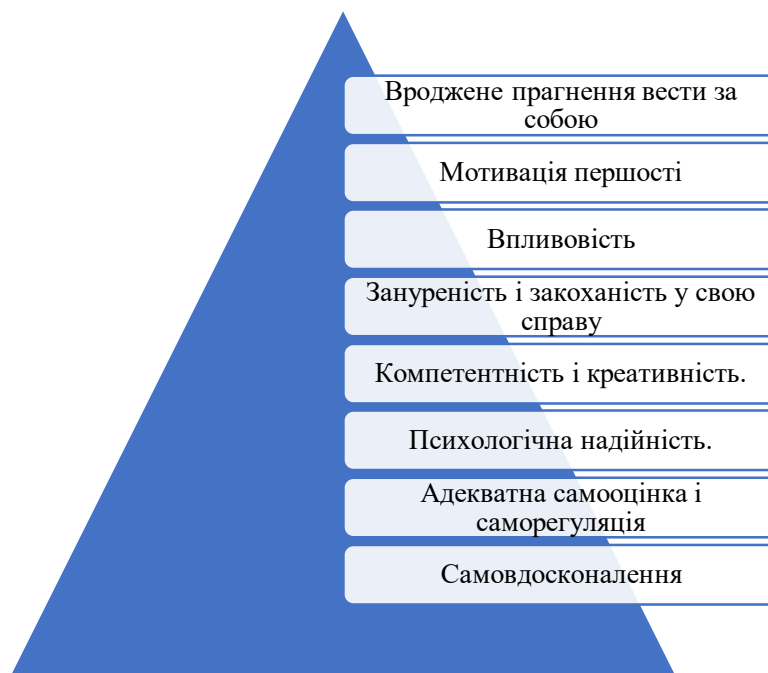 Вроджене прагнення вести за
собою
Мотивація першості
Впливовість
Зануреність і закоханість у свою
справу
Компетентність і креативність.
Психологічна надійність.
Адекватна самооцінка і
саморегуляція
Самовдосконалення